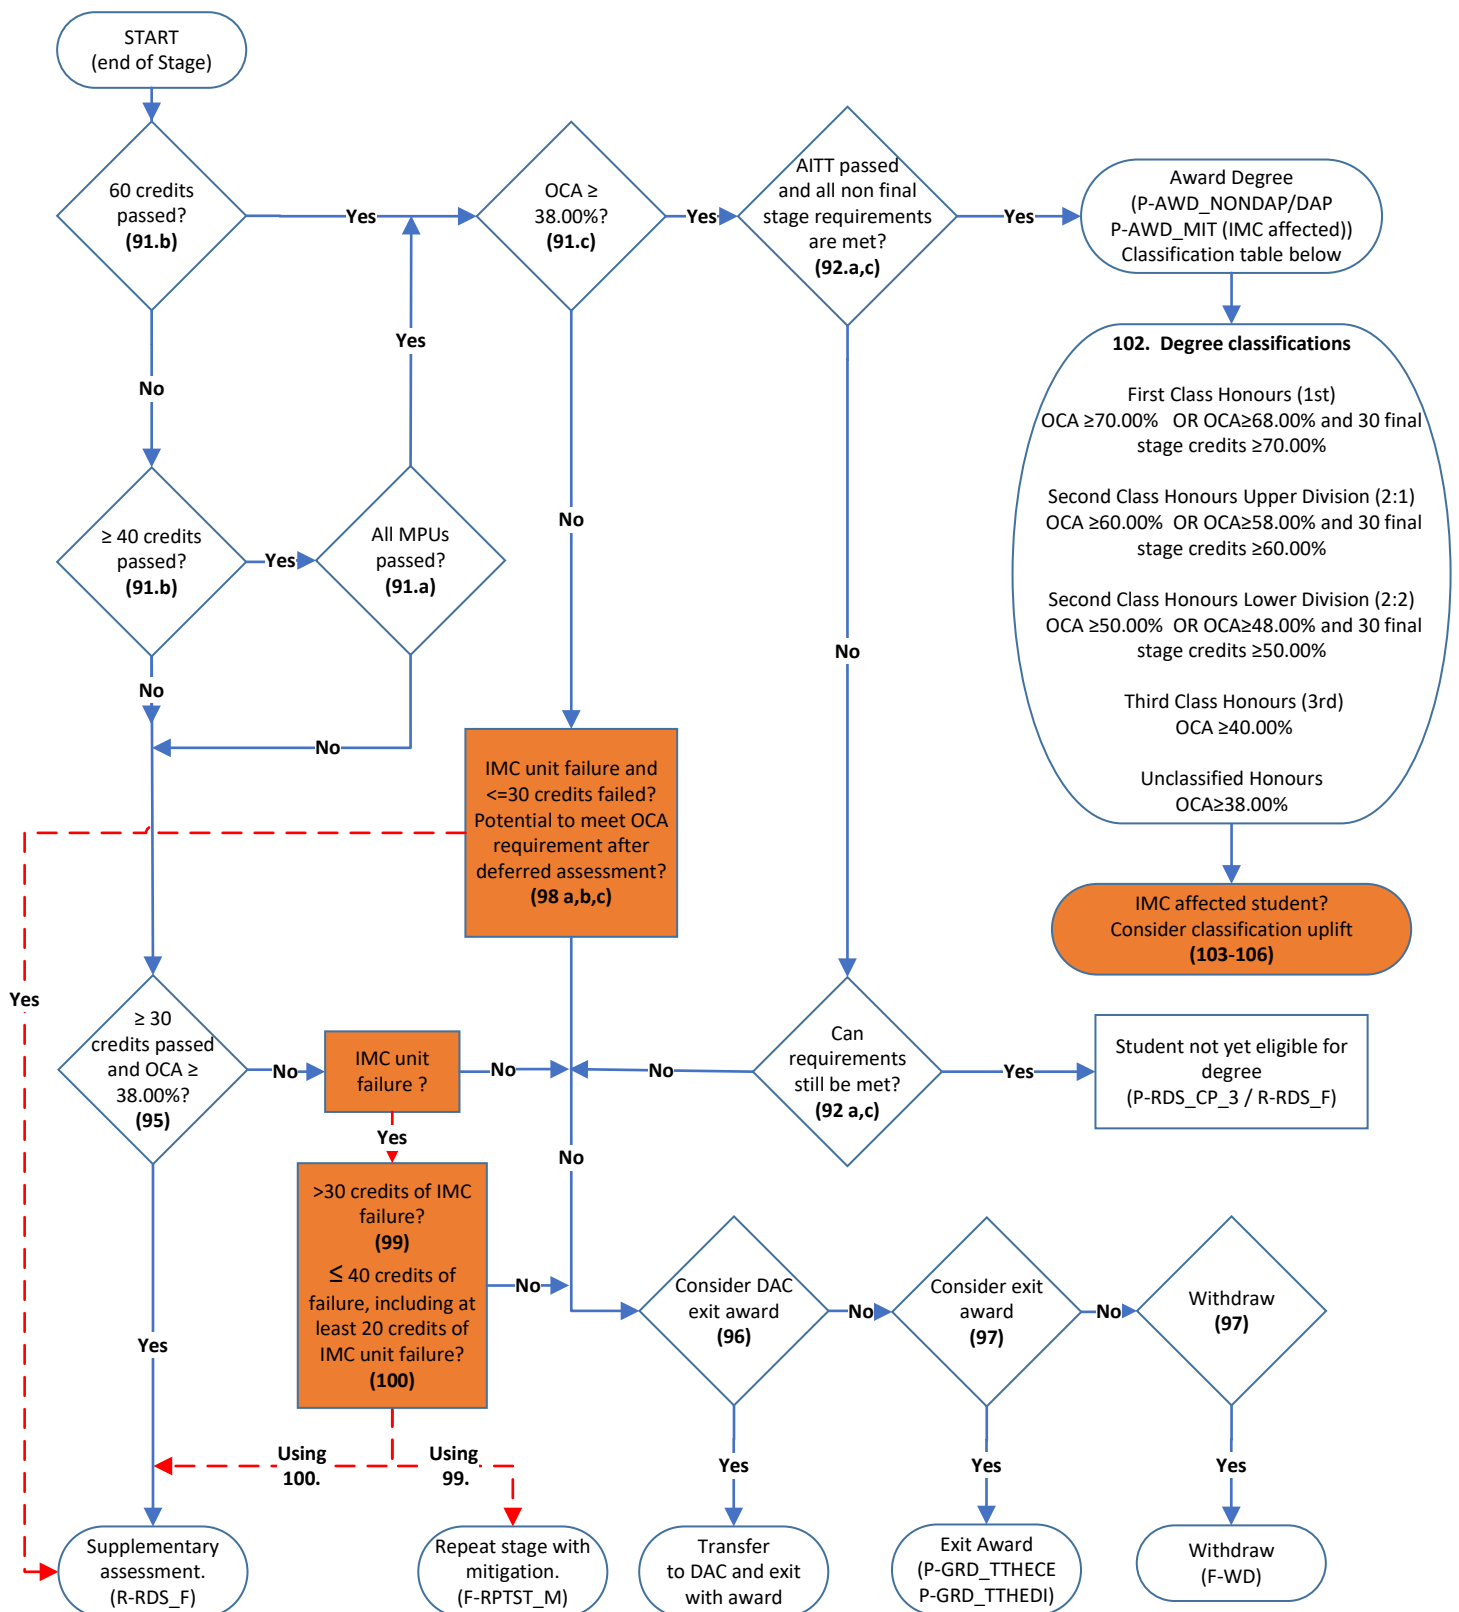 START
(end of Stage)
60 credits
passed?
(91.b)
Yes
OCA ≥
38.00%?
(91.c)
Yes
AITT passed
and all non final
stage requirements
are met?
(92.a,c)
Yes
Award Degree
(P-AWD_NONDAP/DAP
P-AWD_MIT (IMC affected))
Classification table below
No
Yes
102.  Degree classifications
First Class Honours (1st)
OCA ≥70.00%   OR OCA≥68.00% and 30 final
stage credits ≥70.00%
Second Class Honours Upper Division (2:1)
OCA ≥60.00%  OR OCA≥58.00% and 30 final
stage credits ≥60.00%
Second Class Honours Lower Division (2:2)
OCA ≥50.00%  OR OCA≥48.00% and 30 final
stage credits ≥50.00%
Third Class Honours (3rd)
OCA ≥40.00%
Unclassified Honours
OCA≥38.00%
≥ 40 credits
passed?
(91.b)
Yes
All MPUs
passed?
(91.a)
No
No
No
No
IMC unit failure and
<=30 credits failed?
Potential to meet OCA
requirement after
deferred assessment?
(98 a,b,c)
IMC affected student?
Consider classification uplift
(103-106)
Yes
≥ 30
credits passed
and OCA ≥
38.00%?
(95)
No
IMC unit
failure ?
No
No
Can
requirements
still be met?
(92 a,c)
Yes
Student not yet eligible for
degree
(P-RDS_CP_3 / R-RDS_F)
Yes
No
>30 credits of IMC
failure?
(99)
≤ 40 credits of
failure, including at
least 20 credits of
IMC unit failure?
(100)
No
Consider DAC
exit award
(96)
No
Consider exit
award
(97)
No
Withdraw
(97)
Yes
Using
100.
Using
99.
Yes
Yes
Yes
Supplementary
assessment.
(R-RDS_F)
Repeat stage with
mitigation.
(F-RPTST_M)
Transfer
to DAC and exit
with award
Exit Award
(P-GRD_TTHECE
P-GRD_TTHEDI)
Withdraw
(F-WD)